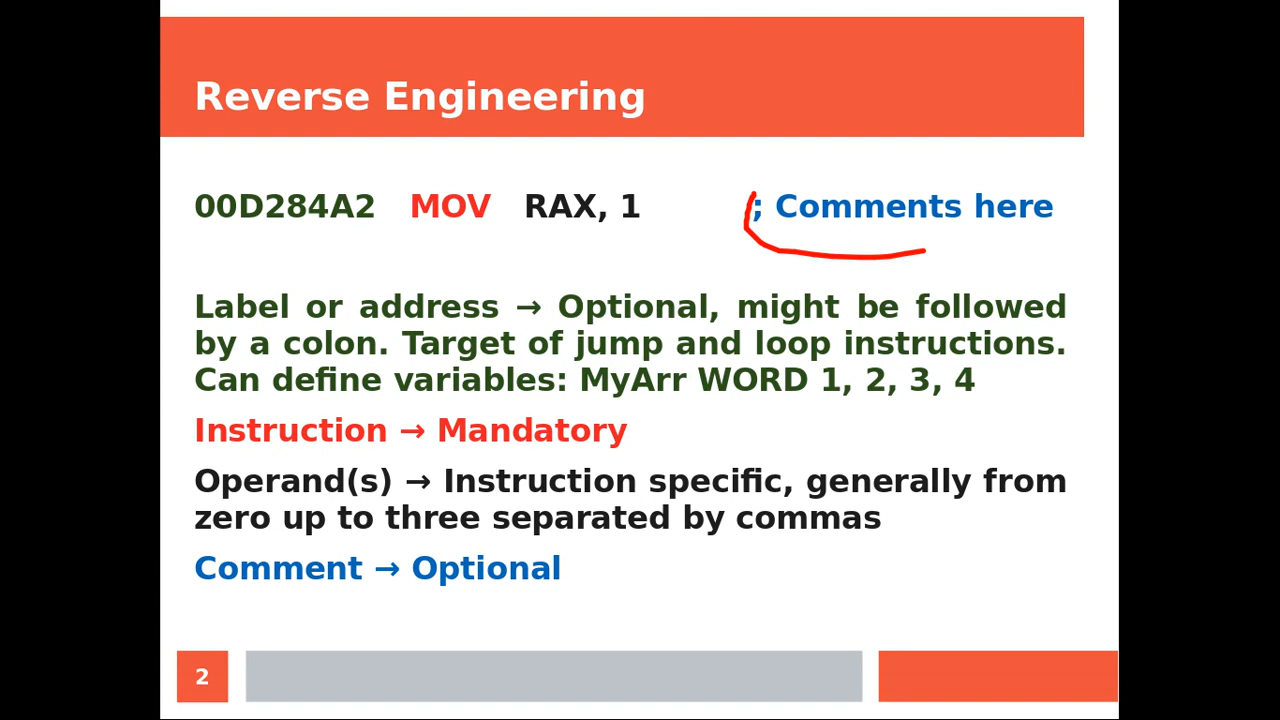 Reverse Engineering
00D284A2 MOV RAX, 1 ; Comments here
Label or address → Optional, might be followed
by a colon. Target of jump and loop instructions.
Can define variables: MyArr WORD 1, 2, 3, 4
Instruction → Mandatory
Operand(s) → Instruction specific, generally from
zero up to three separated by commas
Comment → Optional
2